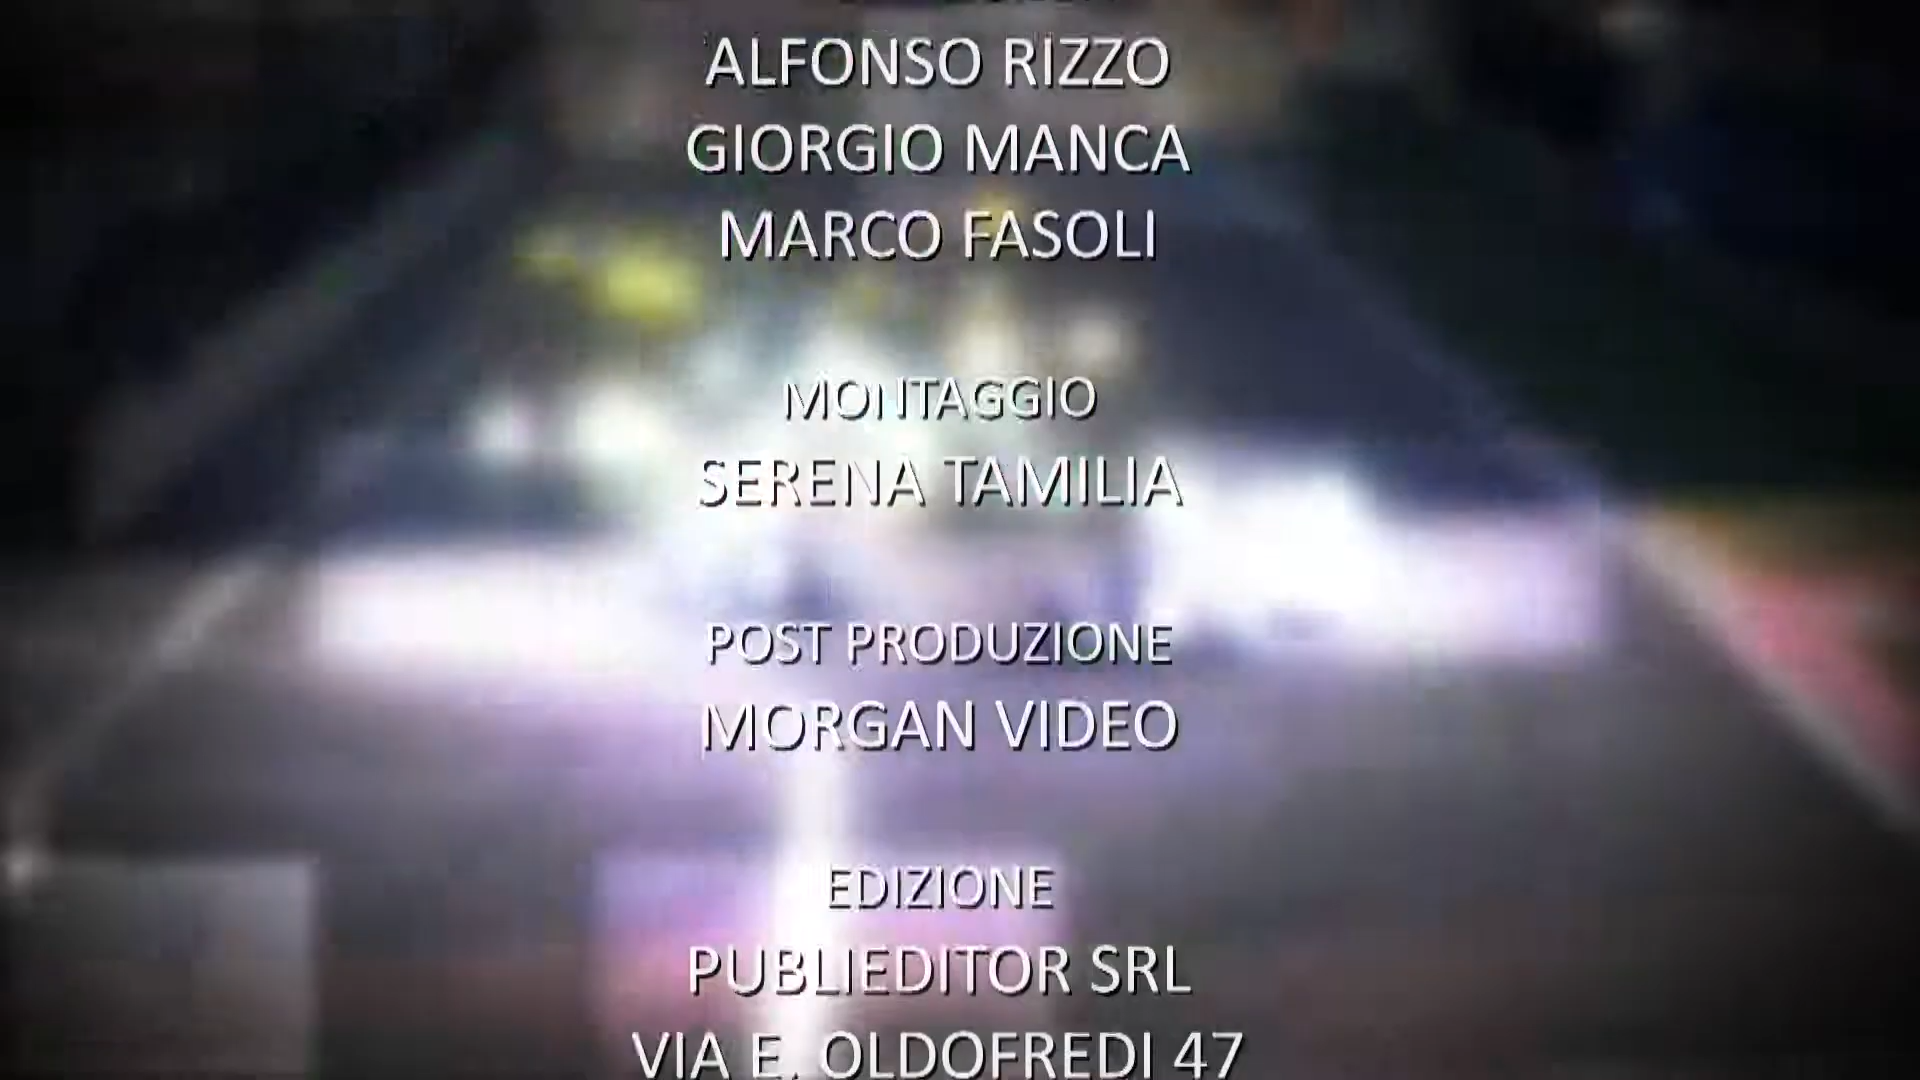 ALFONSO RIZZO
GIORGIO MANCA
MARCO FASOLI
MONTAGGIO
SERENA TAMILIA
POST PRODUZIONE
MORGAN VIDEO
EDIZIONE
PUBLIEDITOR SRL
VIA E. OLDOFREDI 47